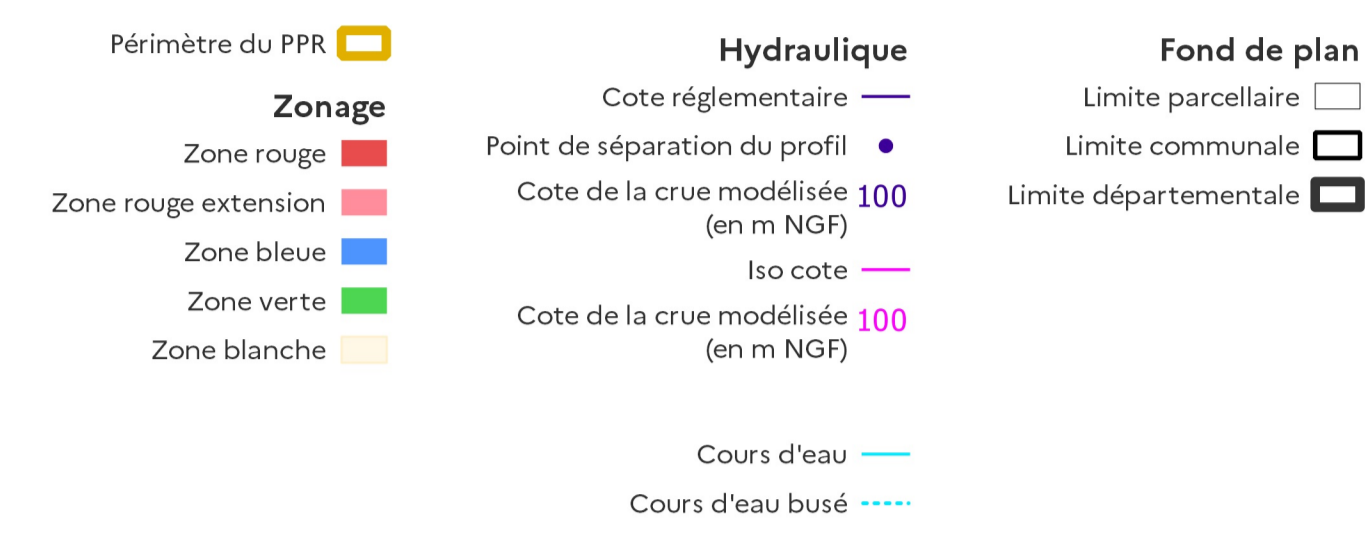 Périmètre du PPR
Zonage
Zone rouge
Zone rouge extension
Zone bleue
Zone verte
Zone blanche
Hydraulique
Cote réglementaire
Point de séparation du profil
Cote de la crue modélisée 100
(en m NGF)
Iso cote
Cote de la crue modélisée 100
(en m NGF)
Cours d'eau
Cours d'eau busé
Fond de plan
Limite parcellaire
Limite communale
Limite départementale